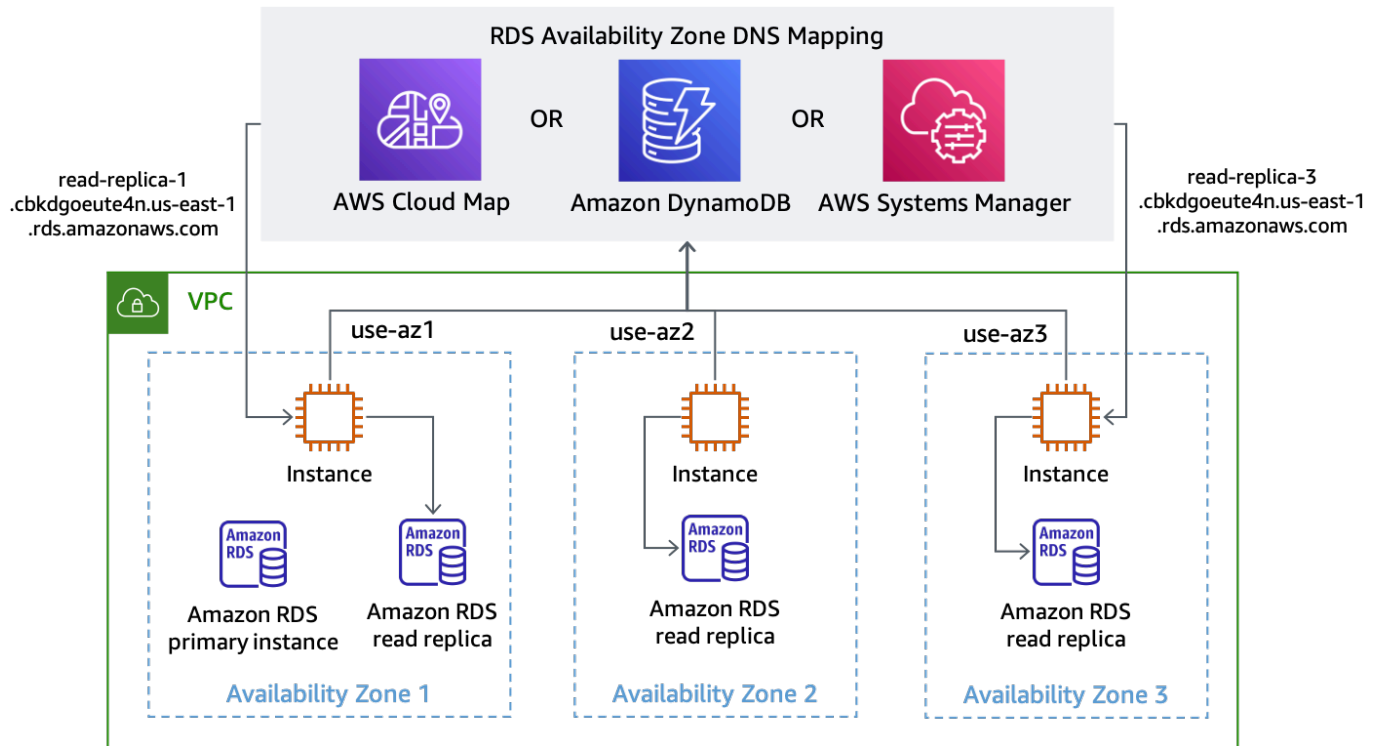 RDS Availability Zone DNS Mapping
OR
OR
AWS Cloud Map
Amazon DynamoDB
AWS Systems Manager
read-replica-1
.cbkdgoeute4n.us-east-1
.rds.amazonaws.com
read-replica-3
.cbkdgoeute4n.us-east-1
.rds.amazonaws.com
VPC
use-az1
use-az2
use-az3
Instance
Instance
Instance
Amazon
RDS
Amazon
RDS
Amazon
RDS
Amazon
RDS
Amazon RDS
primary instance
Amazon RDS
read replica
Amazon RDS
read replica
Amazon RDS
read replica
Availability Zone 1
Availability Zone 2
Availability Zone 3